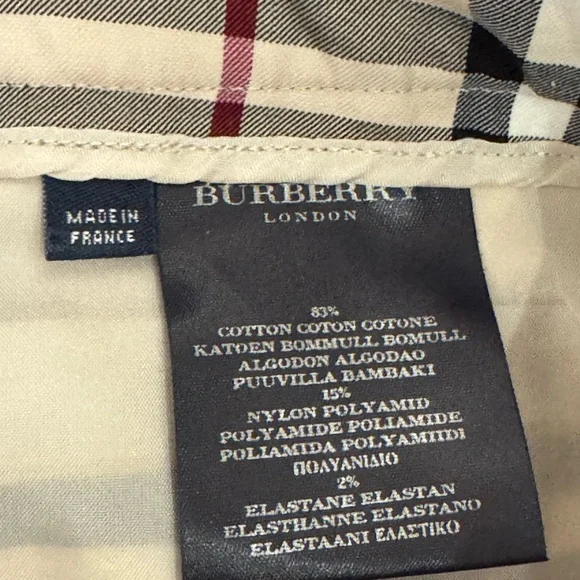 MADE IN
FRANCE
BURBERRY
LONDON
83%
COTTON COTON COTONE
KATOEN BOMMULL BOMULL
ALGODON ALGODAO
PUUVILLA BAMBAKI
15%
NYLON POLYAMID
POLYAMIDE POLIAMIDE
POLIAMIDA POLYAMIIDI
ΠΟΛΥΑΝΙΔΙΟ
2%
ELASTANE ELASTAN
ELASTHANNE ELASTANO
ELASTAANI ΕΛΑΣΤΙΚΟ